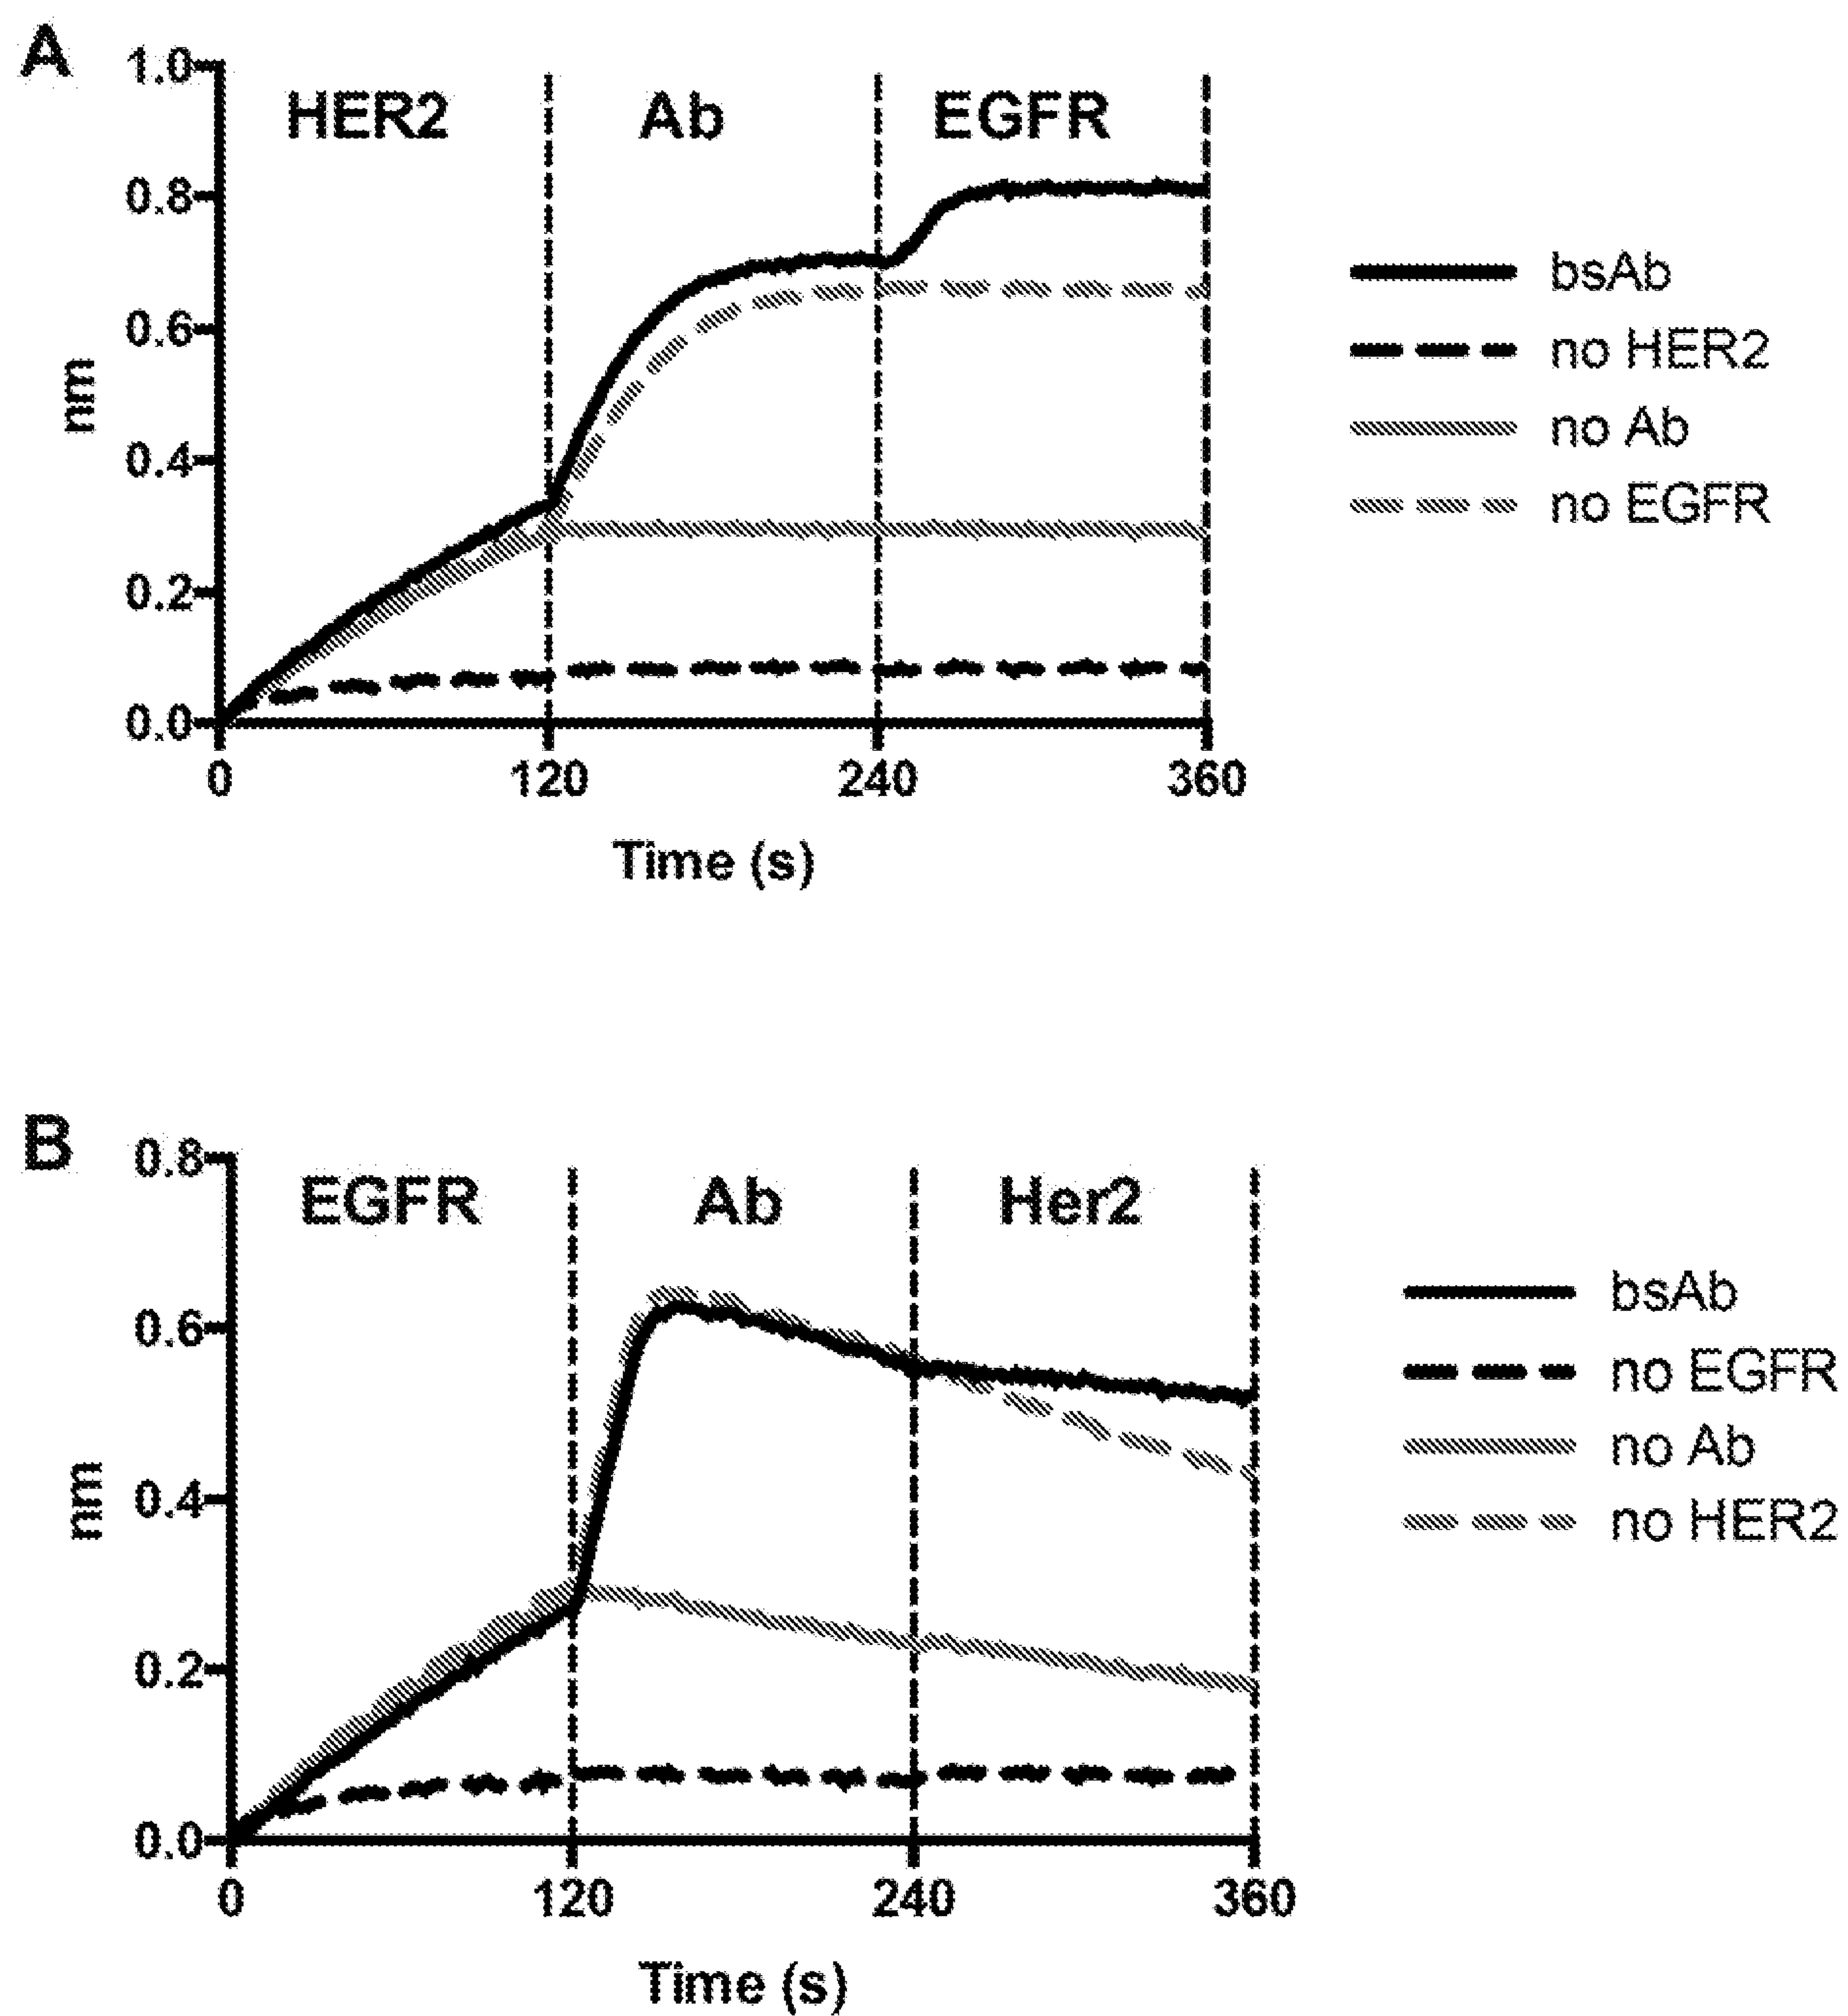 A
1.0
HER2
Ab
EGFR
0.8
0.6
nm
0.4
0.2
0.0
0
120
240
360
Time (s)
bsAb
no HER2
no Ab
no EGFR
B
0.8
EGFR
Ab
Her2
0.6
nm
0.4
0.2
0.0
0
120
240
360
Time (s)
bsAb
no EGFR
no Ab
no HER2